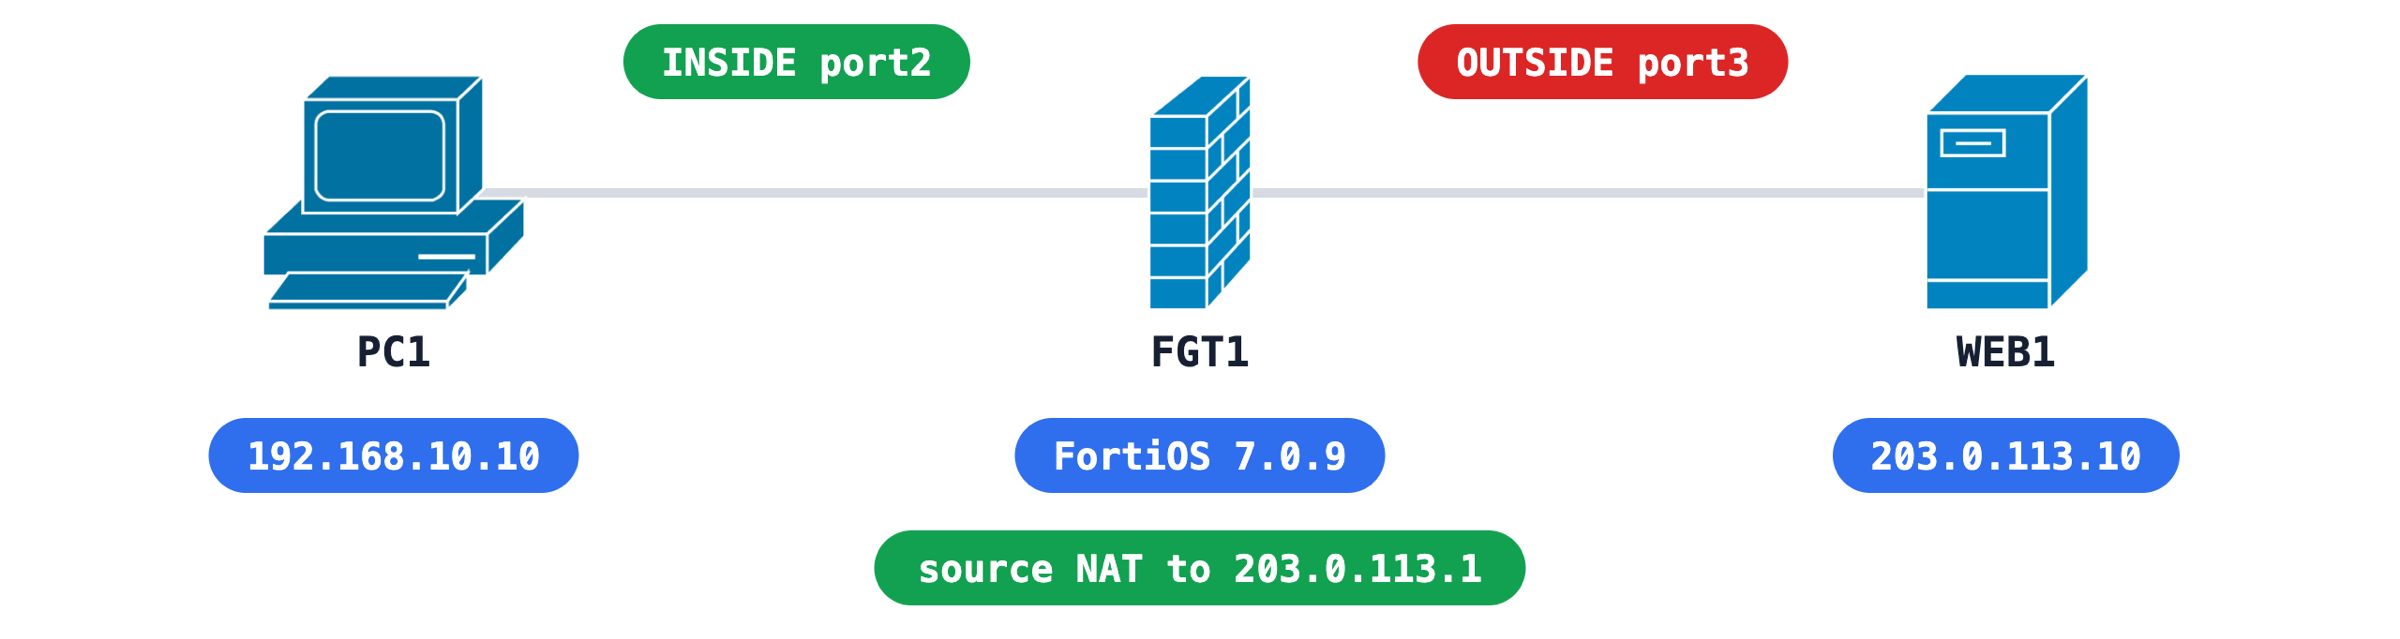 INSIDE port2
OUTSIDE port3
PC1
FGT1
WEB1
192.168.10.10
FortiOS 7.0.9
203.0.113.10
source NAT to 203.0.113.1